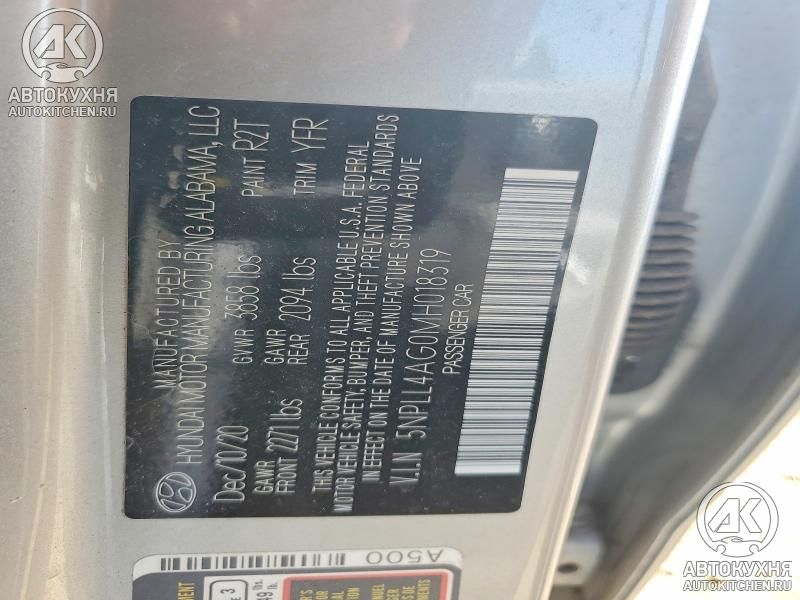 АВТОКУХНЯ
AUTOKITCHEN.RU
MANUFACTURED BY
HYUNDAI MOTOR MANUFACTURING ALABAMA, LLC
Dec/10/20 GVWR 3858 lbs PAINT R2T
GAWR FRONT 2271 lbs GAWR REAR 2094 lbs TRIM YFR
THIS VEHICLE CONFORMS TO ALL APPLICABLE U.S.A. FEDERAL
MOTOR VEHICLE SAFETY, BUMPER, AND THEFT PREVENTION STANDARDS
IN EFFECT ON THE DATE OF MANUFACTURE SHOWN ABOVE
V.I.N 5NPLL4AG0MH018319
PASSENGER CAR
A500
АК
АВТОКУХНЯ
AUTOKITCHEN.RU